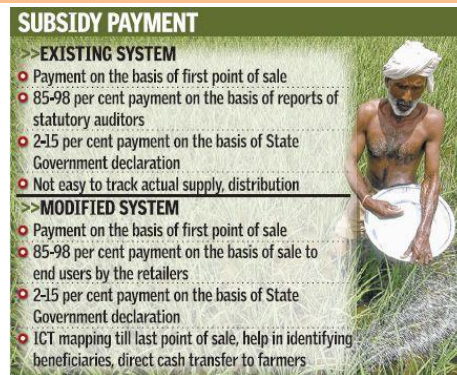 SUBSIDY PAYMENT
>>EXISTING SYSTEM
Payment on the basis of first point of sale
85-98 per cent payment on the basis of reports of
statutory auditors
2-15 per cent payment on the basis of State
Government declaration
Not easy to track actual supply, distribution
>>MODIFIED SYSTEM
Payment on the basis of first point of sale
85-98 per cent payment on the basis of sale to
end users by the retailers
2-15 per cent payment on the basis of State
Government declaration
ICT mapping till last point of sale, help in identifying
beneficiaries, direct cash transfer to farmers